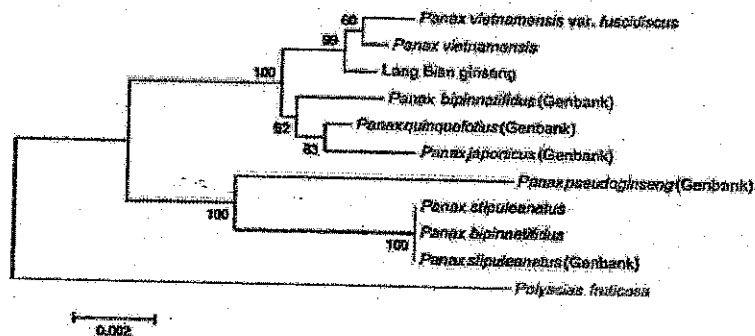 Panax vietnamensis var. fuscidiscus
60
99
Panax vietnamensis
Lang Bian ginseng
100
Panax bipinnatifidus (Genbank)
62
Panax quinquefolius (Genbank)
83
Panax japonicus (Genbank)
Panax pseudoginseng (Genbank)
100
Panax stipuleanatus
Panax bipinnatifidus
100
Panax stipuleanatus (Genbank)
Polyscias fruticosa
0.002